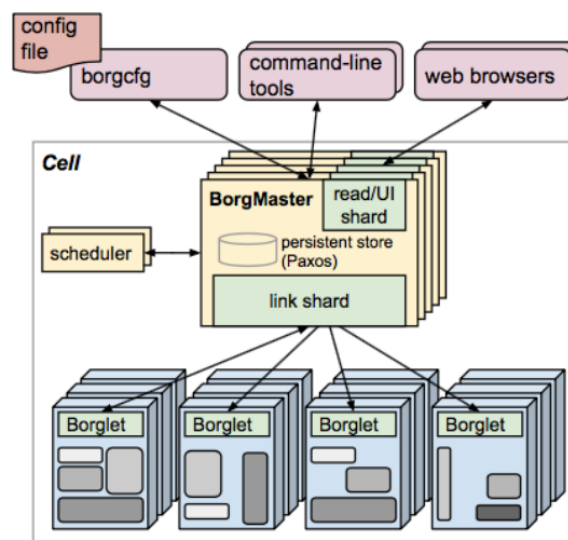 config
file
borgcfg
command-line
tools
web browsers
Cell
BorgMaster
read/UI
shard
persistent store
(Paxos)
scheduler
link shard
Borglet
Borglet
Borglet
Borglet